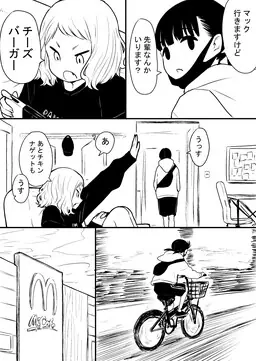 マック
行きますけど
先輩なんか
いります?
チーズ
バーガー
うっす
あ
あとチキン
ナゲットも
うす